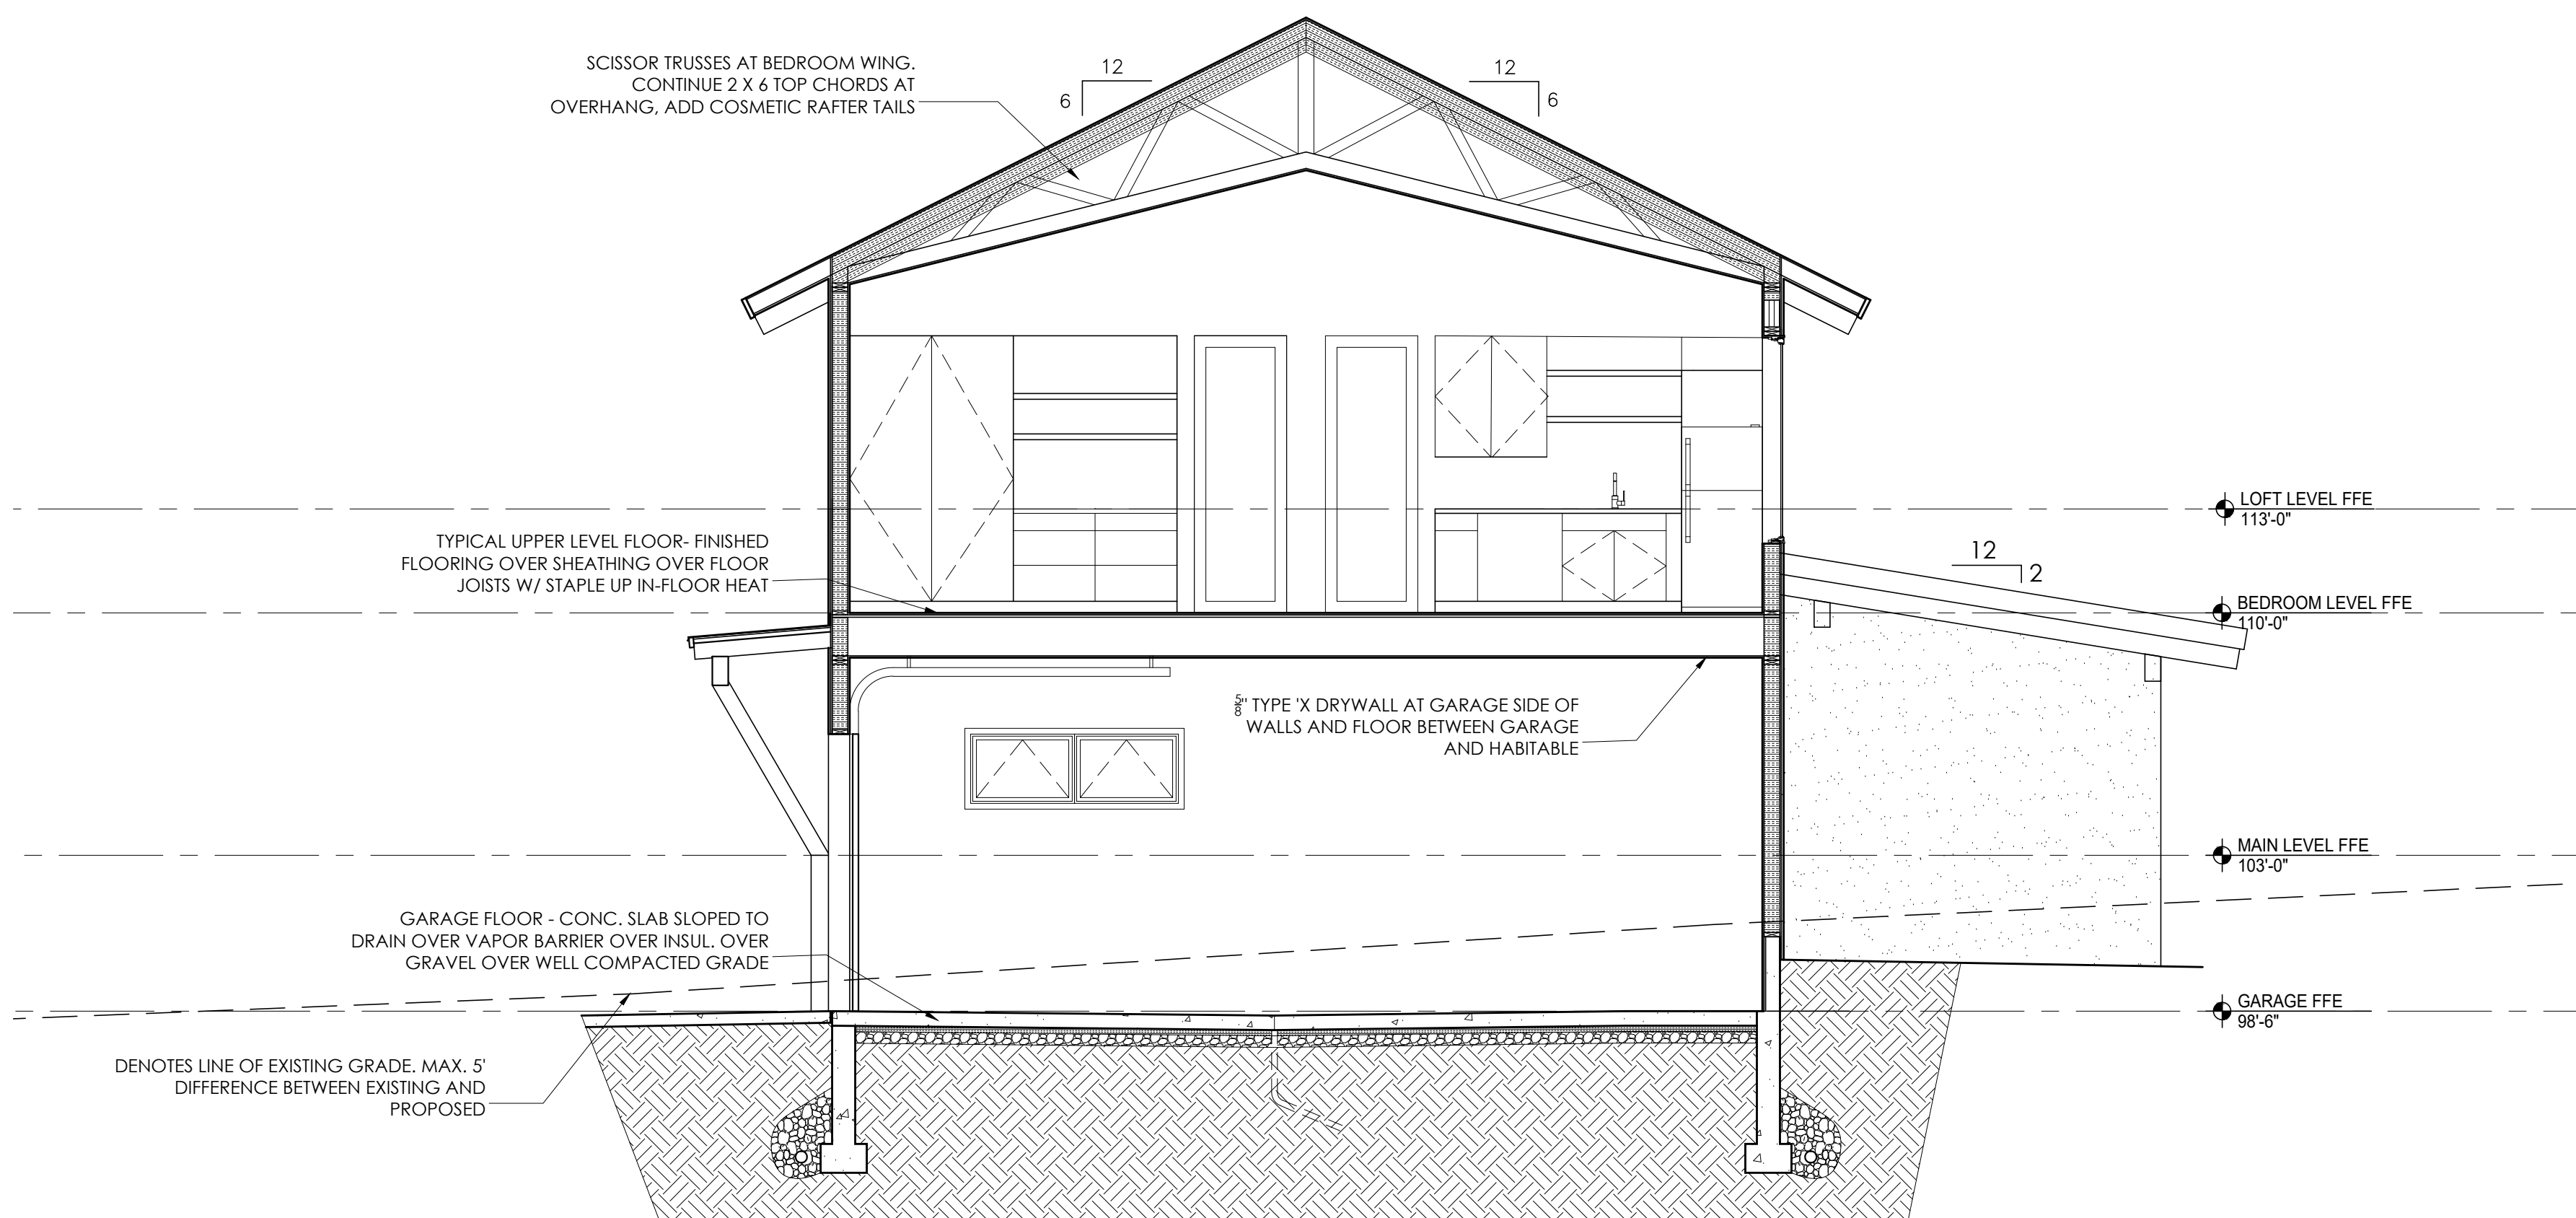 SCISSOR TRUSSES AT BEDROOM WING.
CONTINUE 2 X 6 TOP CHORDS AT
OVERHANG, ADD COSMETIC RAFTER TAILS
12
6
12
6
LOFT LEVEL FFE
113'-0"
TYPICAL UPPER LEVEL FLOOR- FINISHED
FLOORING OVER SHEATHING OVER FLOOR
JOISTS W/ STAPLE UP IN-FLOOR HEAT
12
2
BEDROOM LEVEL FFE
110'-0"
5/8" TYPE 'X DRYWALL AT GARAGE SIDE OF
WALLS AND FLOOR BETWEEN GARAGE
AND HABITABLE
MAIN LEVEL FFE
103'-0"
GARAGE FLOOR - CONC. SLAB SLOPED TO
DRAIN OVER VAPOR BARRIER OVER INSUL. OVER
GRAVEL OVER WELL COMPACTED GRADE
GARAGE FFE
98'-6"
DENOTES LINE OF EXISTING GRADE. MAX. 5'
DIFFERENCE BETWEEN EXISTING AND
PROPOSED